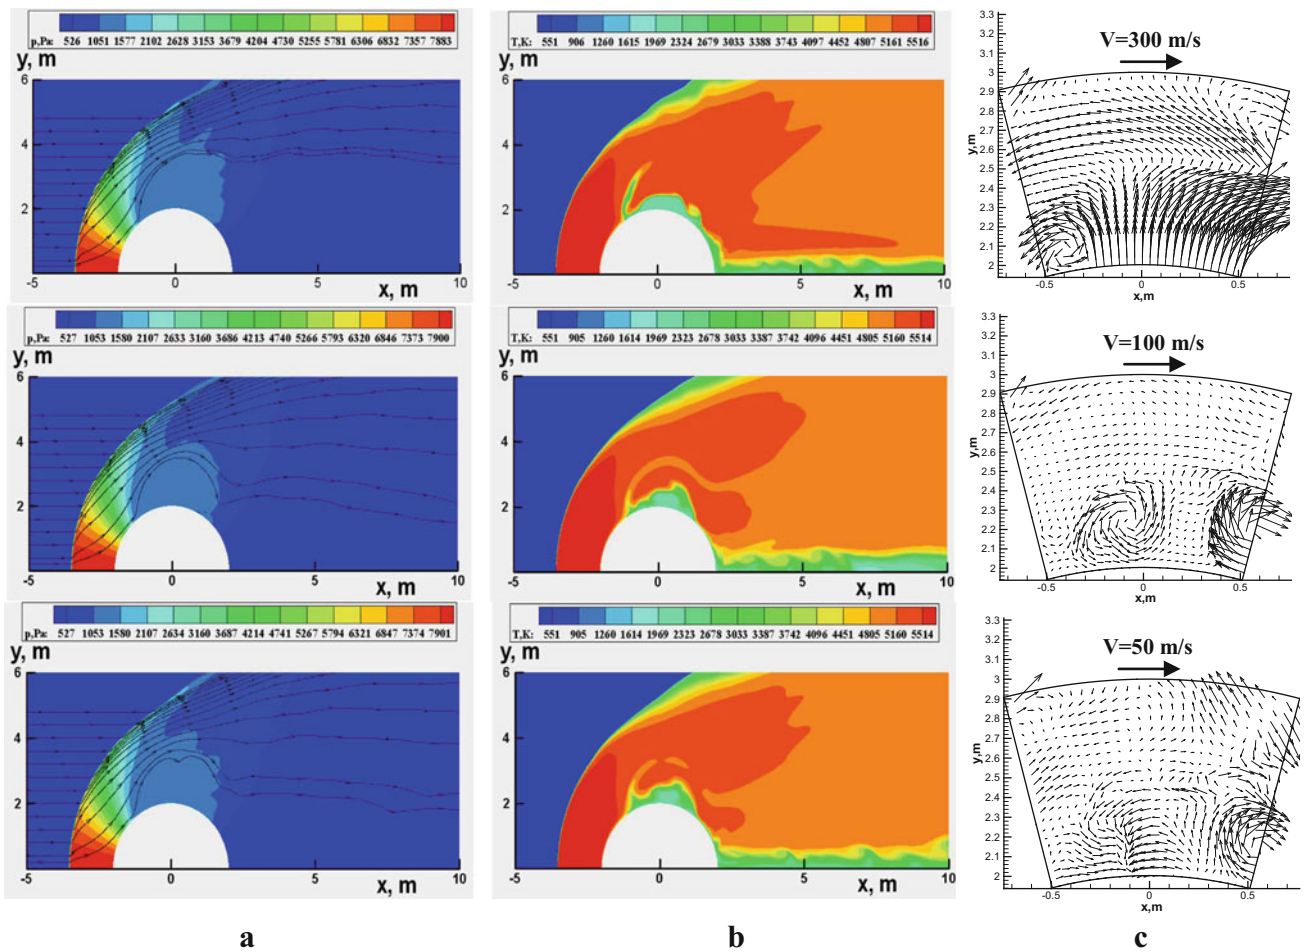 p,Pa: 526 1051 1577 2102 2628 3153 3679 4204 4730 5255 5781 6306 6832 7357 7883
y, m
6
4
2
-5 0 5 10
x, m
T,K: 551 906 1260 1615 1969 2324 2679 3033 3388 3743 4097 4452 4807 5161 5516
y, m
6
4
2
-5 0 5 10
x, m
3.3
3.2
3.1
3
2.9
2.8
2.7
2.6
2.5
2.4
2.3
2.2
2.1
2
y,m
V=300 m/s
-0.5 0 0.5
x,m
p,Pa: 527 1053 1580 2107 2633 3160 3686 4213 4740 5266 5793 6320 6846 7373 7900
y, m
6
4
2
-5 0 5 10
x, m
T,K: 551 905 1260 1614 1969 2323 2678 3033 3387 3742 4096 4451 4805 5160 5514
y, m
6
4
2
-5 0 5 10
x, m
3.3
3.2
3.1
3
2.9
2.8
2.7
2.6
2.5
2.4
2.3
2.2
2.1
2
y,m
V=100 m/s
-0.5 0 0.5
x,m
p,Pa: 527 1053 1580 2107 2634 3160 3687 4214 4741 5267 5794 6321 6847 7374 7901
y, m
6
4
2
-5 0 5 10
x, m
T,K: 551 905 1260 1614 1969 2323 2678 3033 3387 3742 4096 4451 4805 5160 5514
y, m
6
4
2
-5 0 5 10
x, m
3.3
3.2
3.1
3
2.9
2.8
2.7
2.6
2.5
2.4
2.3
2.2
2.1
2
y,m
V=50 m/s
-0.5 0 0.5
x,m
a b c